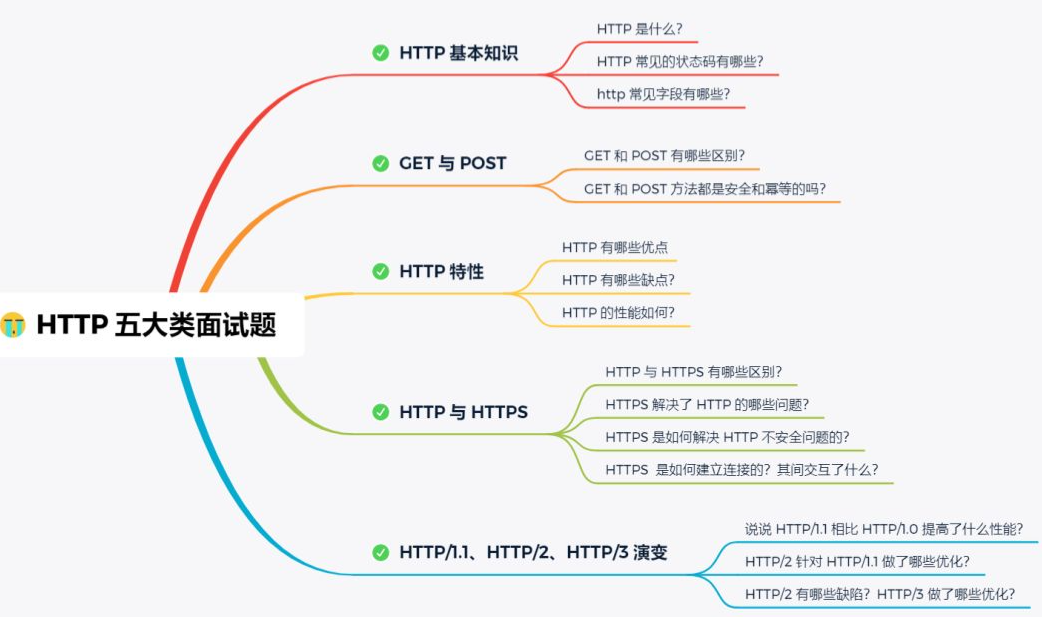 HTTP 五大类面试题
HTTP 基本知识
HTTP 是什么？
HTTP 常见的状态码有哪些？
http 常见字段有哪些？
GET 与 POST
GET 和 POST 有哪些区别？
GET 和 POST 方法都是安全和幂等的吗？
HTTP 特性
HTTP 有哪些优点
HTTP 有哪些缺点？
HTTP 的性能如何？
HTTP 与 HTTPS
HTTP 与 HTTPS 有哪些区别？
HTTPS 解决了 HTTP 的哪些问题？
HTTPS 是如何解决 HTTP 不安全问题的？
HTTPS 是如何建立连接的？其间交互了什么？
HTTP/1.1、HTTP/2、HTTP/3 演变
说说 HTTP/1.1 相比 HTTP/1.0 提高了什么性能？
HTTP/2 针对 HTTP/1.1 做了哪些优化？
HTTP/2 有哪些缺陷？HTTP/3 做了哪些优化？